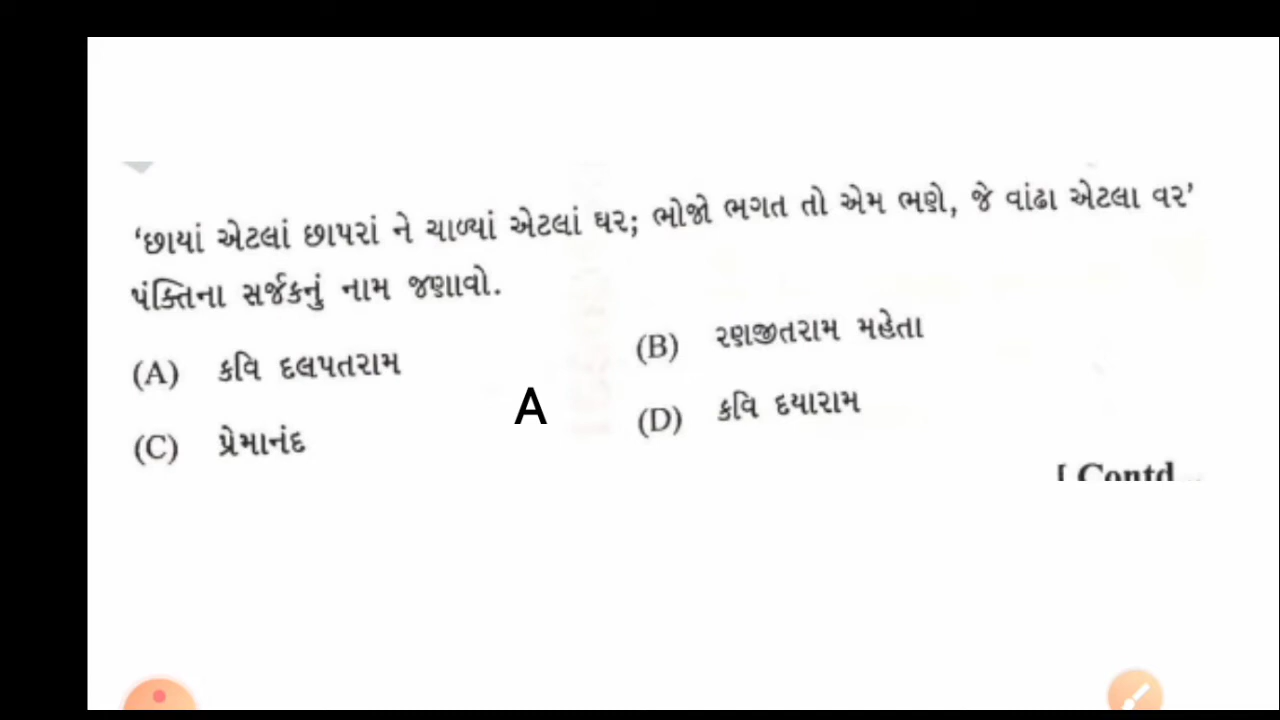 ‘છાયાં એટલાં છાપરાં ને ચાળ્યાં એટલાં ઘર; ભોજો ભગત તો એમ ભણે, જે વાંઢા એટલા વર’
પંક્તિના સર્જકનું નામ જણાવો.
(A) કવિ દલપતરામ (B) રણજીતરામ મહેતા
A
(C) પ્રેમાનંદ (D) કવિ દયારામ
[ Contd...